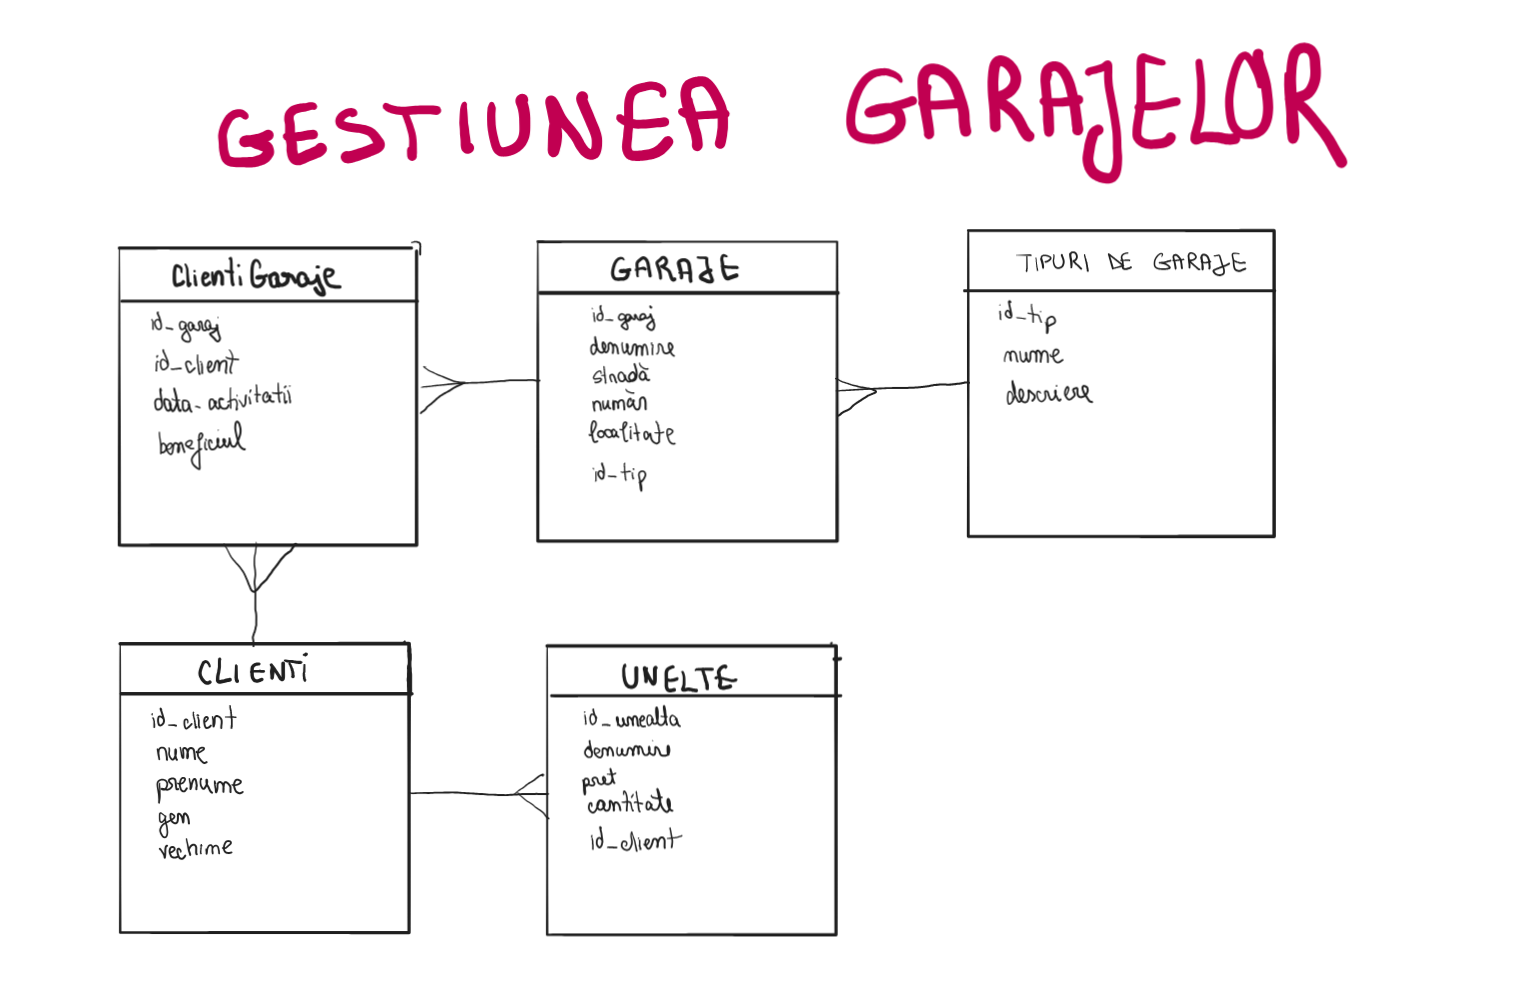 GESTIUNEA GARAJELOR
Clienti Garaje
id_garaj
id_client
data_activitatii
beneficiul
GARAJE
id_garaj
denumire
stradă
număr
localitate
id_tip
TIPURI DE GARAJE
id_tip
nume
descriere
CLIENTI
id_client
nume
prenume
gen
vechime
UNELTE
id_unealta
denumire
pret
cantitate
id_client